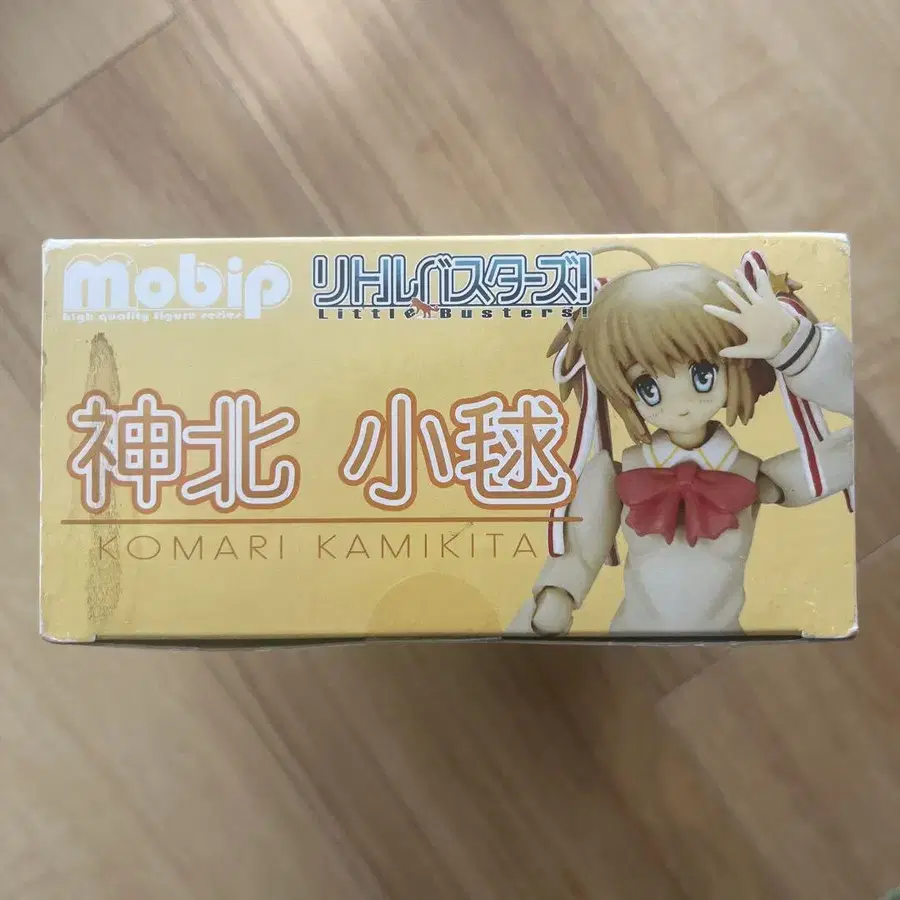 mobip
high quality figure series
リトルバスターズ!
Little Busters!
神北 小毬
KOMARI KAMIKITA